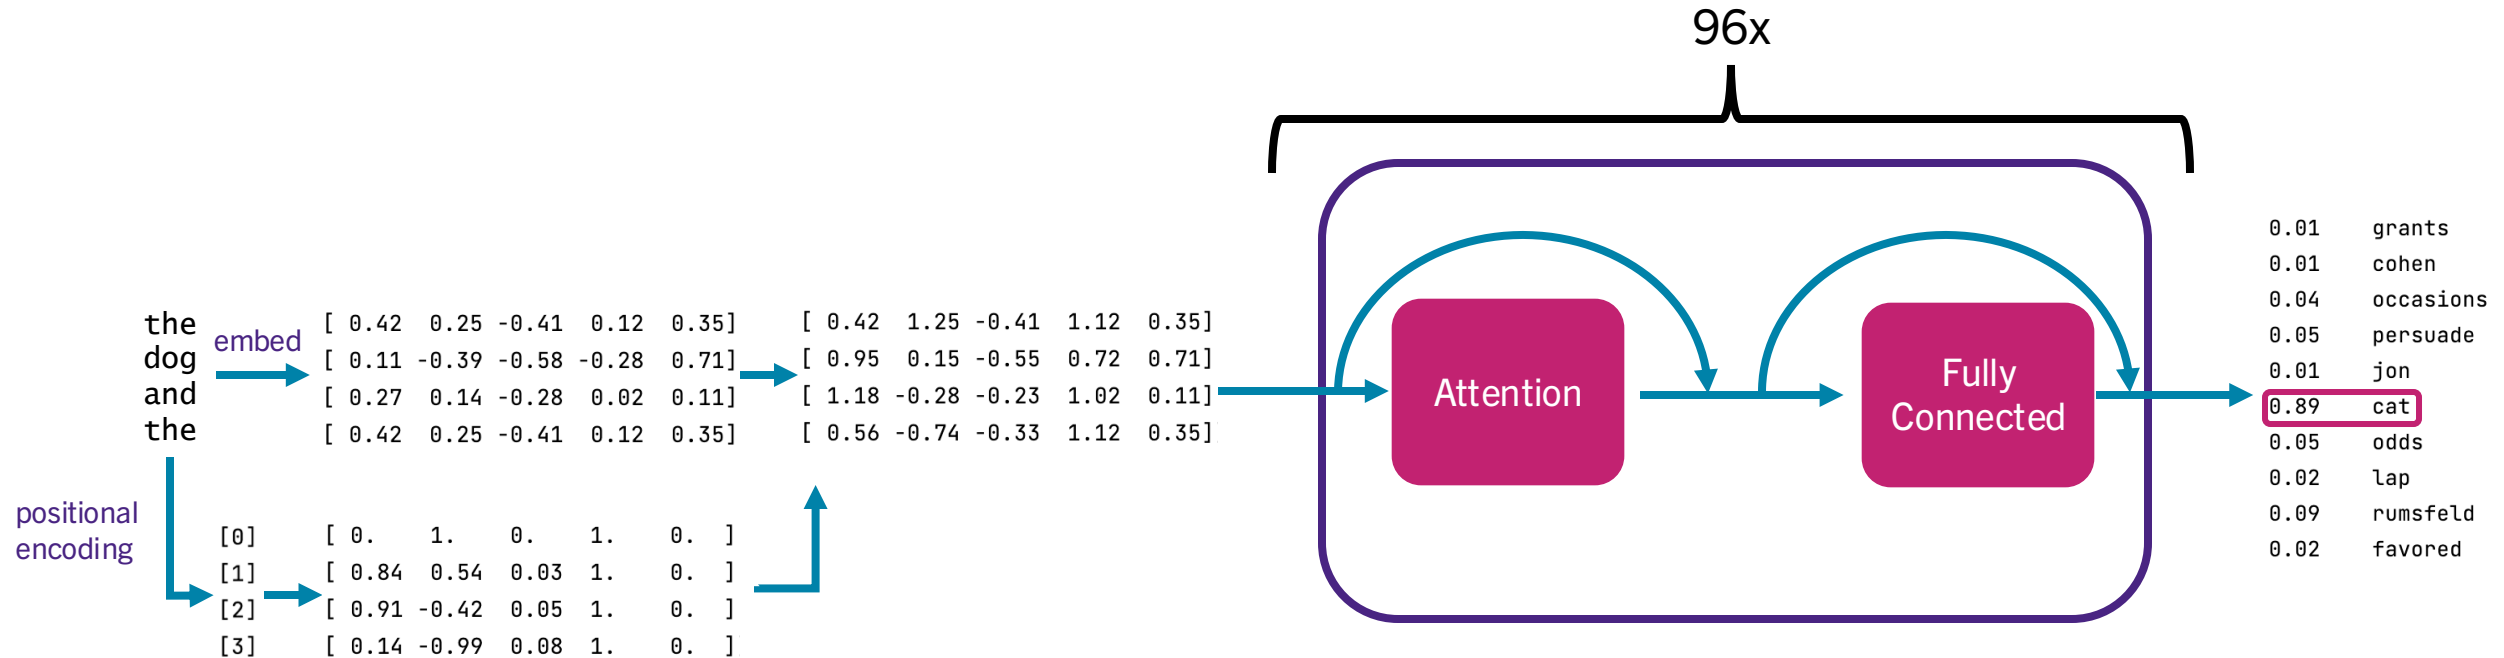 96x
the
dog
and
the
embed
[ 0.42 0.25 -0.41 0.12 0.35]
[ 0.11 -0.39 -0.58 -0.28 0.71]
[ 0.27 0.14 -0.28 0.02 0.11]
[ 0.42 0.25 -0.41 0.12 0.35]
[ 0.42 1.25 -0.41 1.12 0.35]
[ 0.95 0.15 -0.55 0.72 0.71]
[ 1.18 -0.28 -0.23 1.02 0.11]
[ 0.56 -0.74 -0.33 1.12 0.35]
positional
encoding
[0]
[1]
[2]
[3]
[ 0. 1. 0. 1. 0. ]
[ 0.84 0.54 0.03 1. 0. ]
[ 0.91 -0.42 0.05 1. 0. ]
[ 0.14 -0.99 0.08 1. 0. ]
Attention
Fully
Connected
0.01 grants
0.01 cohen
0.04 occasions
0.05 persuade
0.01 jon
0.89 cat
0.05 odds
0.02 lap
0.09 rumsfeld
0.02 favored